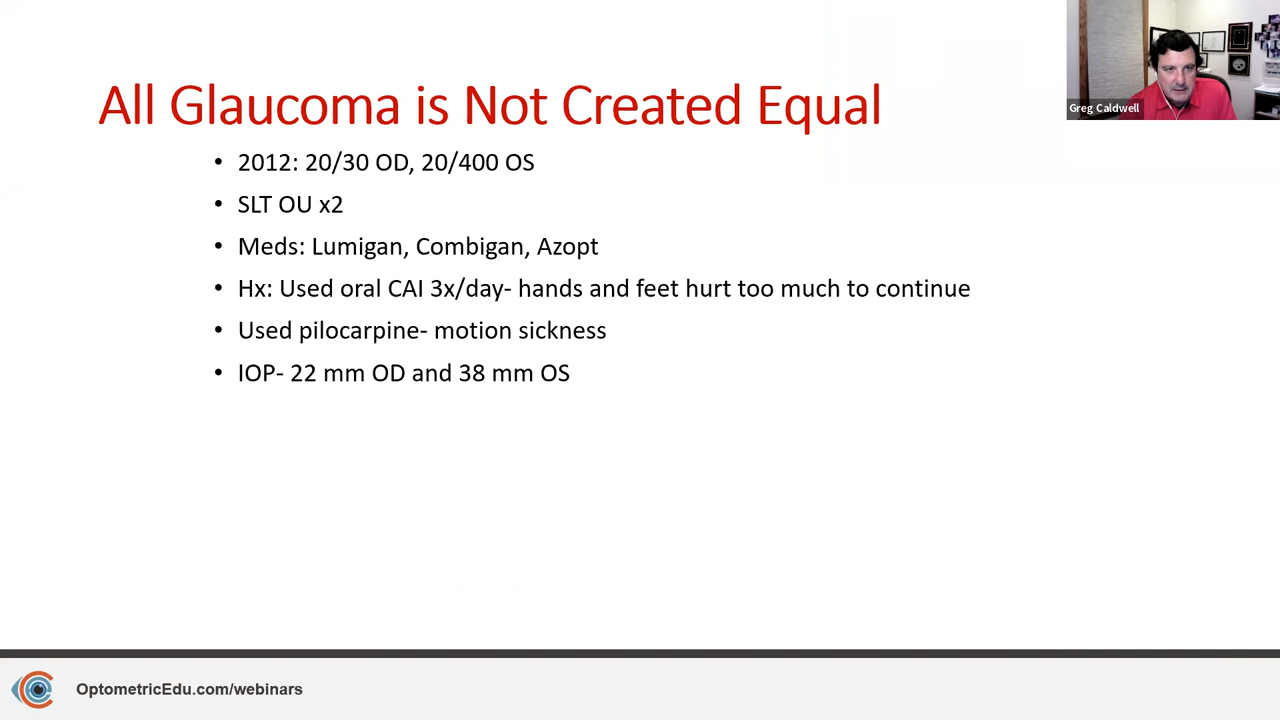 All Glaucoma is Not Created Equal
Greg Caldwell
• 2012: 20/30 OD, 20/400 OS
• SLT OU x2
• Meds: Lumigan, Combigan, Azopt
• Hx: Used oral CAI 3x/day- hands and feet hurt too much to continue
• Used pilocarpine- motion sickness
• IOP- 22 mm OD and 38 mm OS
OptometricEdu.com/webinars